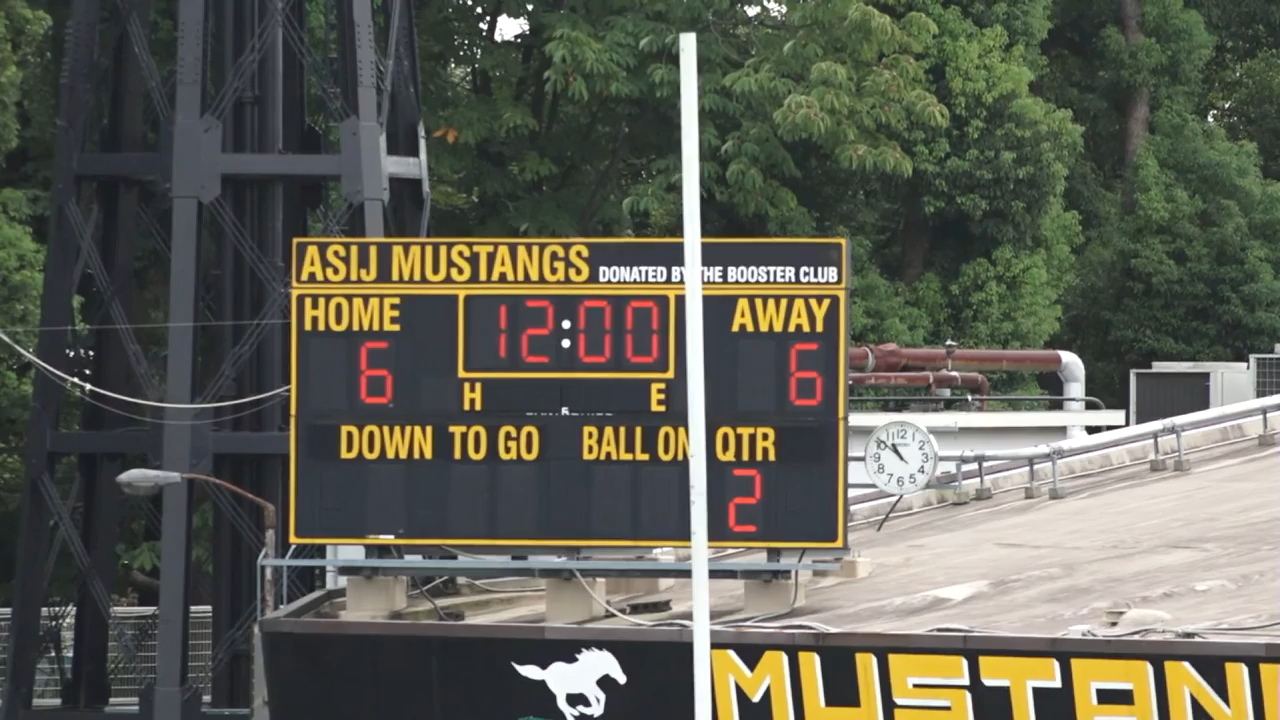 ASIJ MUSTANGS DONATED BY THE BOOSTER CLUB
HOME 12:00 AWAY
6 6
H E
DOWN TO GO BALL ON QTR
2
MUSTAN